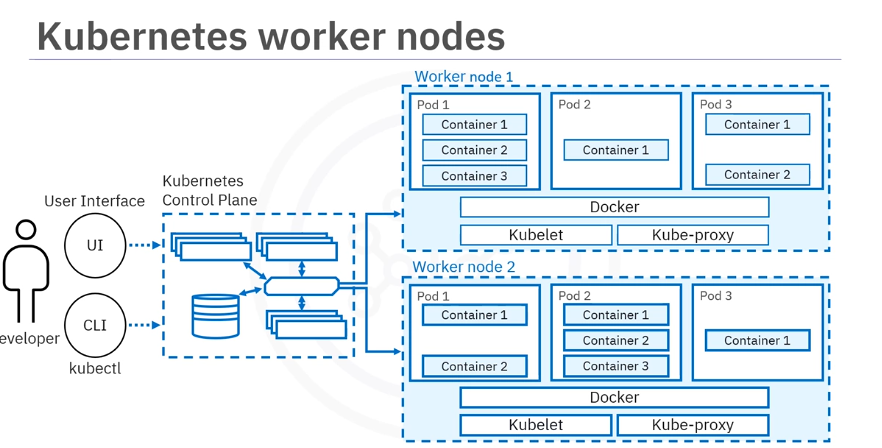 Kubernetes worker nodes
Worker node 1
Pod 1
Container 1
Container 2
Container 3
Pod 2
Container 1
Pod 3
Container 1
Container 2
Docker
Kubelet
Kube-proxy
Kubernetes
Control Plane
User Interface
UI
CLI
eveloper
kubectl
Worker node 2
Pod 1
Container 1
Container 2
Pod 2
Container 1
Container 2
Container 3
Pod 3
Container 1
Docker
Kubelet
Kube-proxy